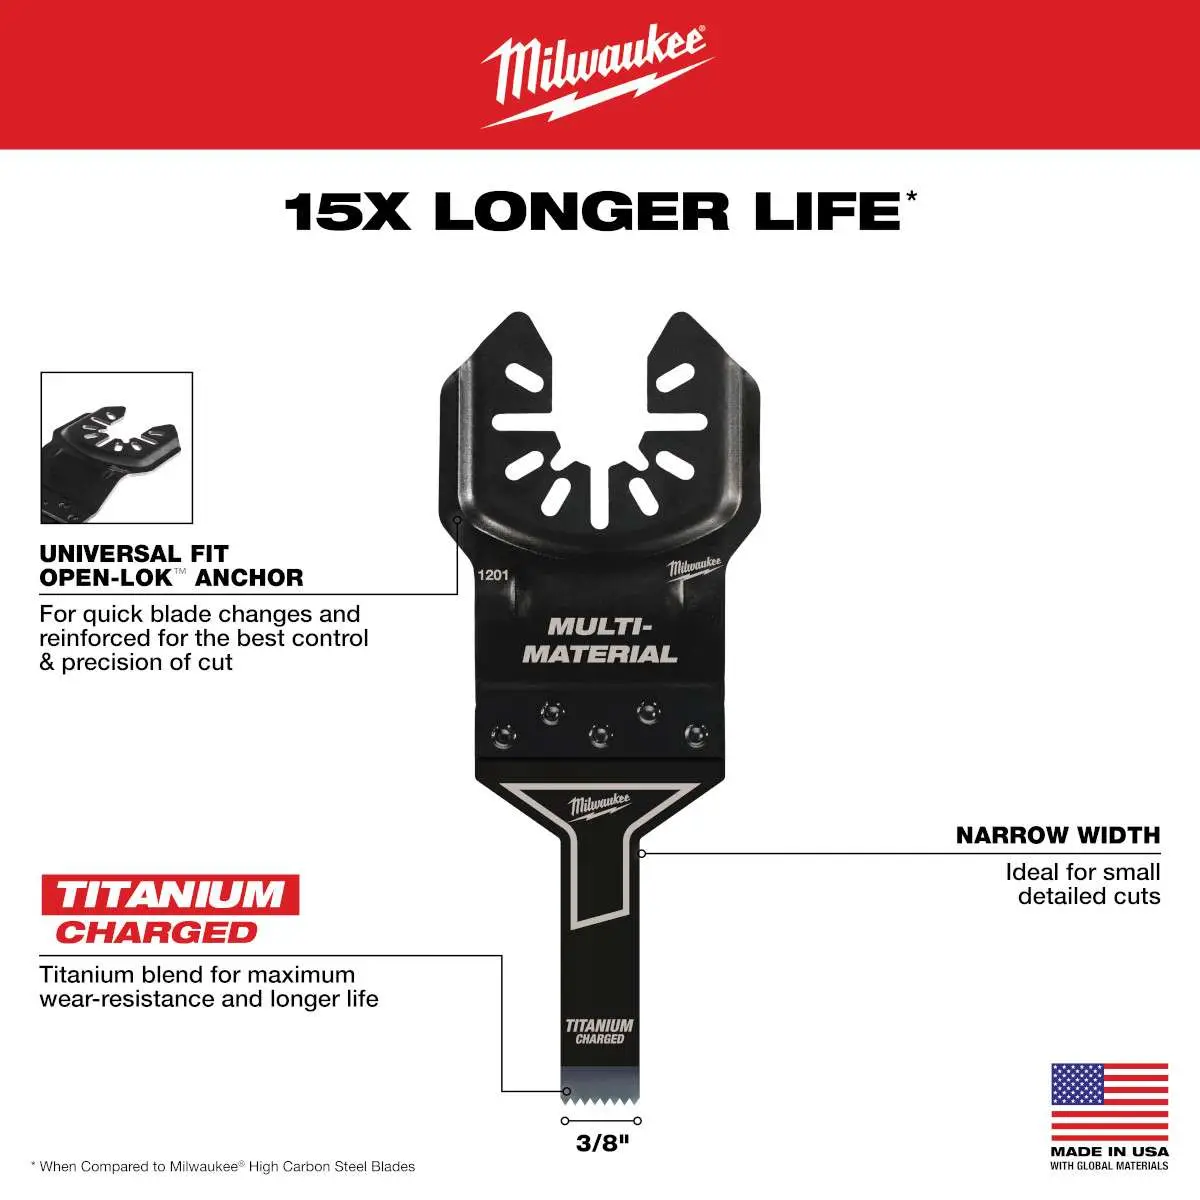 Milwaukee®
15X LONGER LIFE*
UNIVERSAL FIT
OPEN-LOK™ ANCHOR
For quick blade changes and
reinforced for the best control
& precision of cut
1201
Milwaukee
MULTI-
MATERIAL
Milwaukee
NARROW WIDTH
Ideal for small
detailed cuts
TITANIUM
CHARGED
Titanium blend for maximum
wear-resistance and longer life
TITANIUM
CHARGED
3/8"
MADE IN USA
WITH GLOBAL MATERIALS
* When Compared to Milwaukee® High Carbon Steel Blades